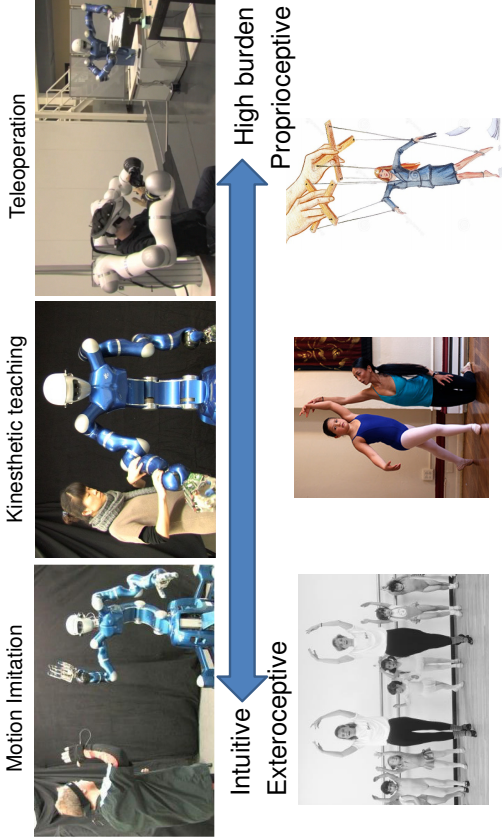 Motion Imitation
Kinesthetic teaching
Teleoperation
Intuitive
High burden
Exteroceptive
Proprioceptive